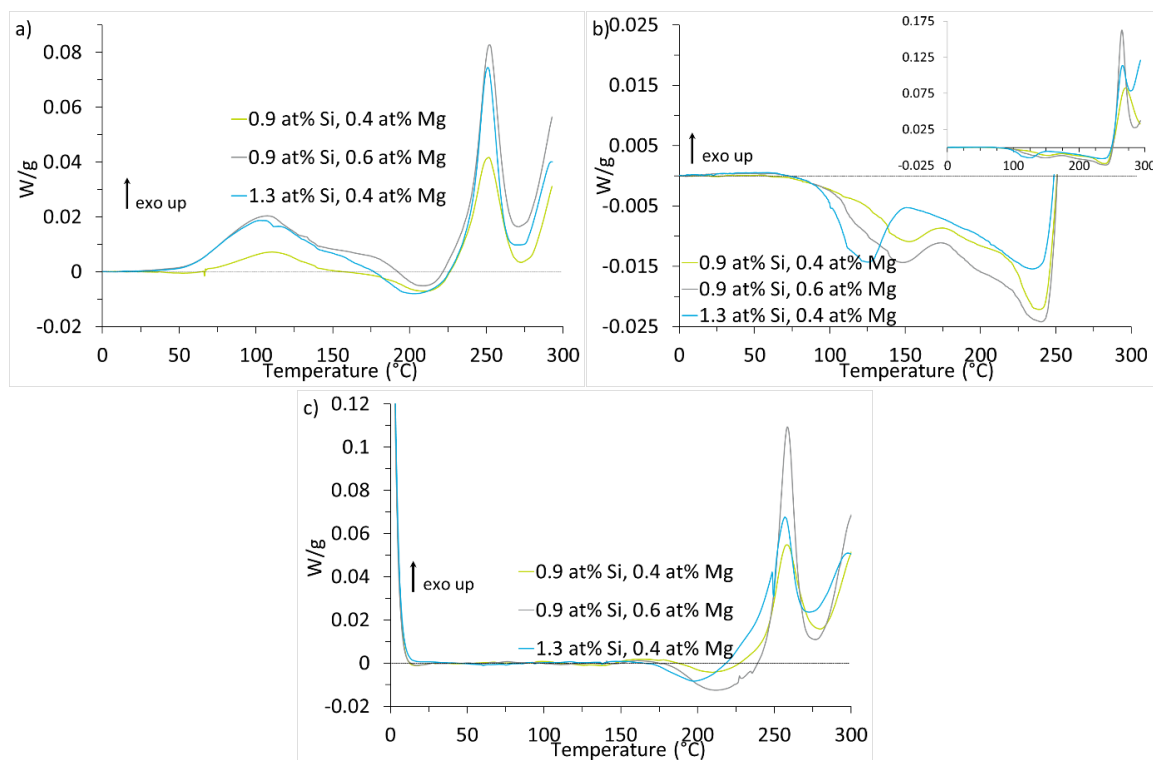 a)
W/g
0.08
0.06
0.04
0.02
0
-0.02
exo up
0.9 at% Si, 0.4 at% Mg
0.9 at% Si, 0.6 at% Mg
1.3 at% Si, 0.4 at% Mg
0 50 100 150 200 250 300
Temperature (°C)
b)
W/g
0.025
0.015
0.005
-0.005
-0.015
-0.025
exo up
0.175
0.125
0.075
0.025
-0.025
0 50 100 150 200 250 300
0.9 at% Si, 0.4 at% Mg
0.9 at% Si, 0.6 at% Mg
1.3 at% Si, 0.4 at% Mg
0 50 100 150 200 250 300
Temperature (°C)
c)
W/g
0.12
0.1
0.08
0.06
0.04
0.02
0
-0.02
exo up
0.9 at% Si, 0.4 at% Mg
0.9 at% Si, 0.6 at% Mg
1.3 at% Si, 0.4 at% Mg
0 50 100 150 200 250 300
Temperature (°C)